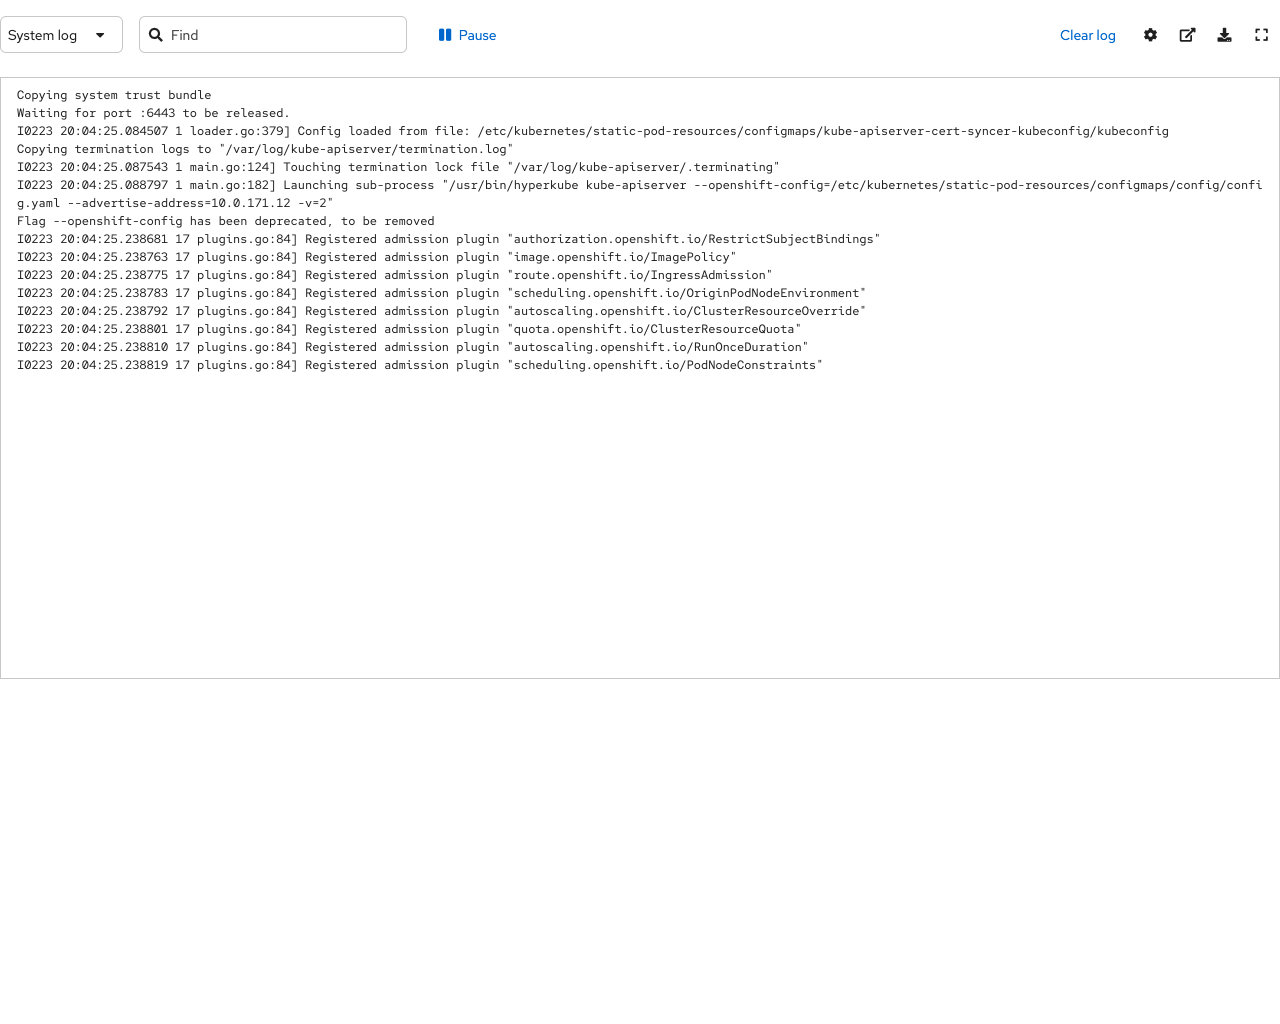 System log
Find
Pause
Clear log
Copying system trust bundle
Waiting for port :6443 to be released.
I0223 20:04:25.084507 1 loader.go:379] Config loaded from file: /etc/kubernetes/static-pod-resources/configmaps/kube-apiserver-cert-syncer-kubeconfig/kubeconfig
Copying termination logs to "/var/log/kube-apiserver/termination.log"
I0223 20:04:25.087543 1 main.go:124] Touching termination lock file "/var/log/kube-apiserver/.terminating"
I0223 20:04:25.088797 1 main.go:182] Launching sub-process "/usr/bin/hyperkube kube-apiserver --openshift-config=/etc/kubernetes/static-pod-resources/configmaps/config/confi
g.yaml --advertise-address=10.0.171.12 -v=2"
Flag --openshift-config has been deprecated, to be removed
I0223 20:04:25.238681 17 plugins.go:84] Registered admission plugin "authorization.openshift.io/RestrictSubjectBindings"
I0223 20:04:25.238763 17 plugins.go:84] Registered admission plugin "image.openshift.io/ImagePolicy"
I0223 20:04:25.238775 17 plugins.go:84] Registered admission plugin "route.openshift.io/IngressAdmission"
I0223 20:04:25.238783 17 plugins.go:84] Registered admission plugin "scheduling.openshift.io/OriginPodNodeEnvironment"
I0223 20:04:25.238792 17 plugins.go:84] Registered admission plugin "autoscaling.openshift.io/ClusterResourceOverride"
I0223 20:04:25.238801 17 plugins.go:84] Registered admission plugin "quota.openshift.io/ClusterResourceQuota"
I0223 20:04:25.238810 17 plugins.go:84] Registered admission plugin "autoscaling.openshift.io/RunOnceDuration"
I0223 20:04:25.238819 17 plugins.go:84] Registered admission plugin "scheduling.openshift.io/PodNodeConstraints"